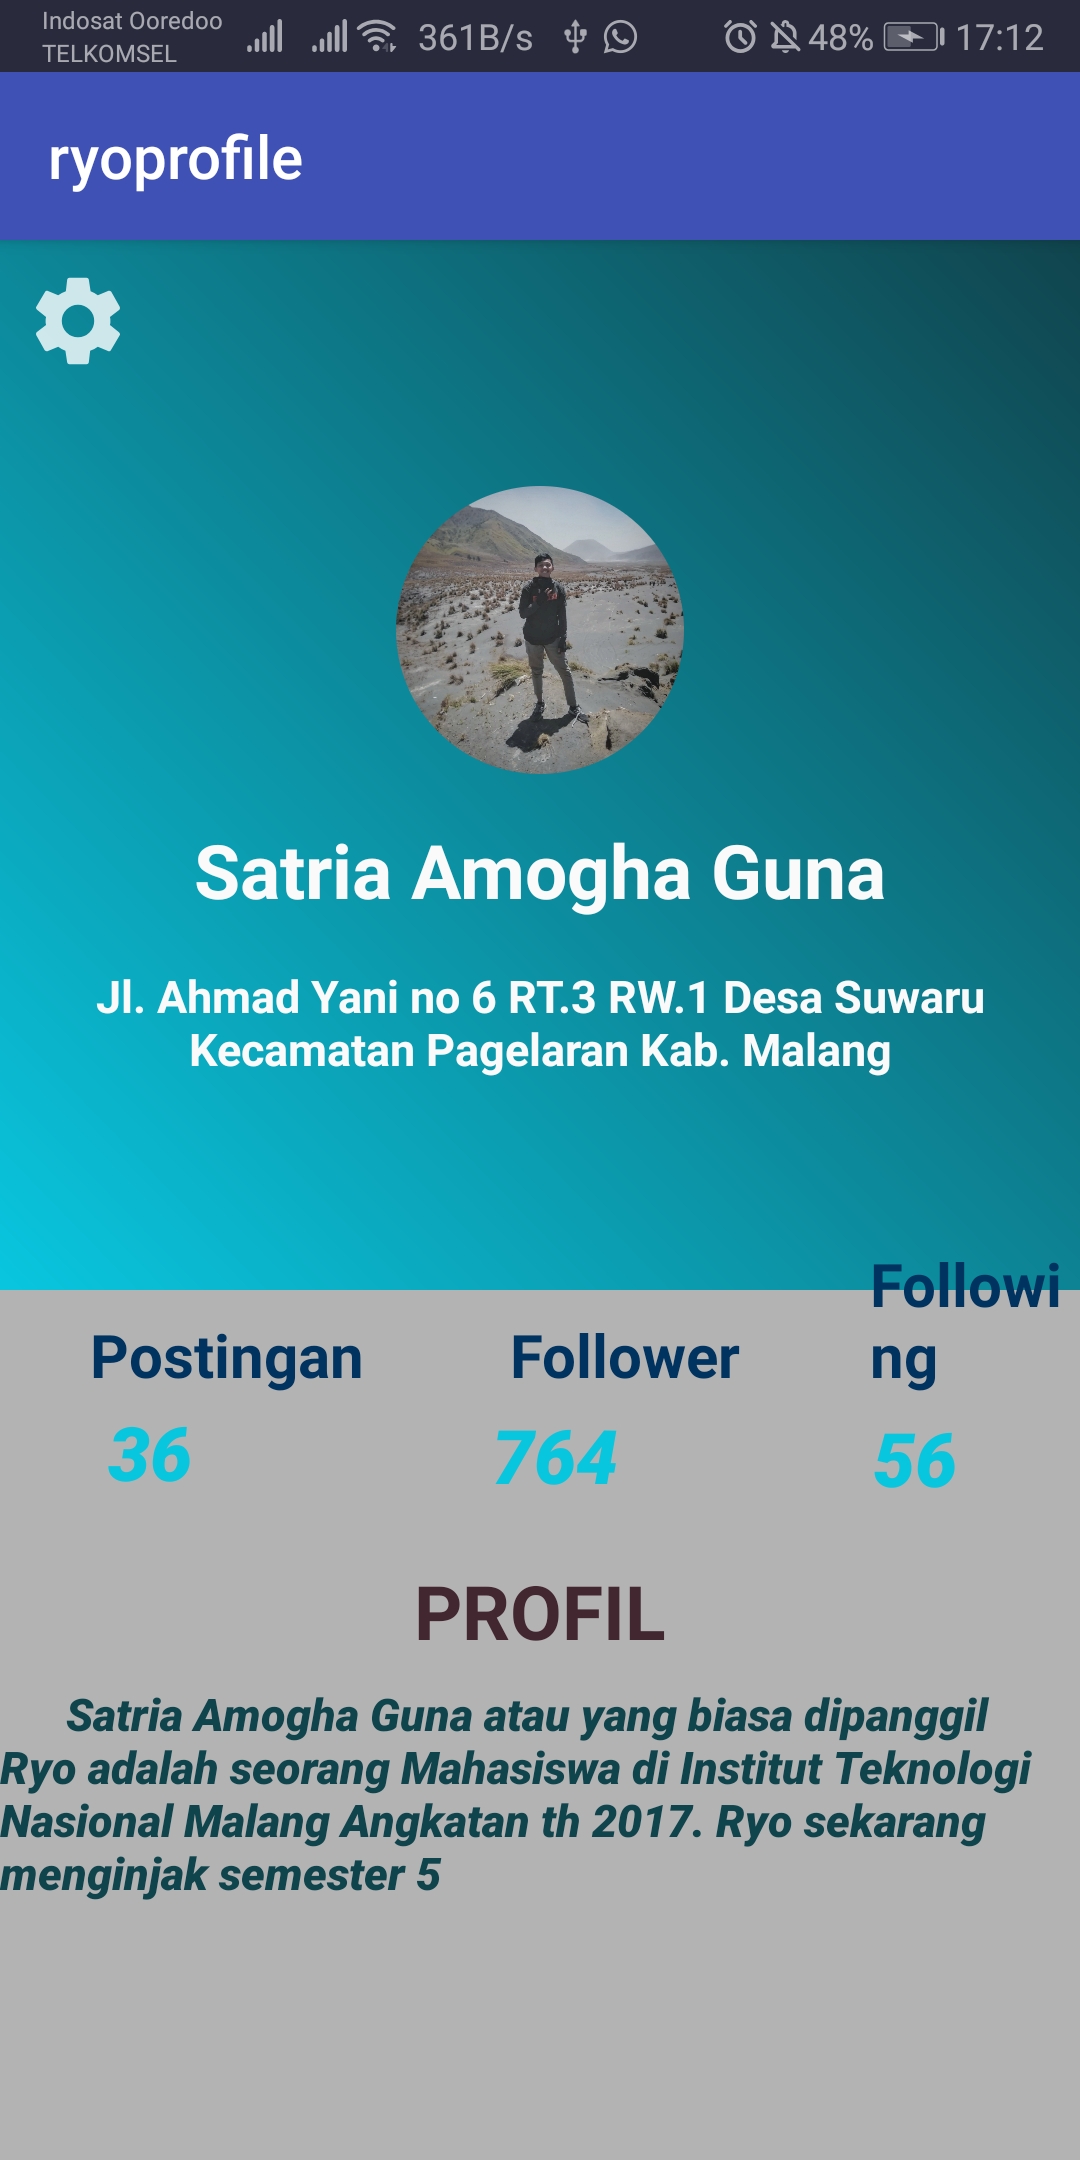 Indosat Ooredoo
TELKOMSEL
361B/s
48%
17:12
ryoprofile
Satria Amogha Guna
Jl. Ahmad Yani no 6 RT.3 RW.1 Desa Suwaru
Kecamatan Pagelaran Kab. Malang
Postingan
Follower
Followi
ng
36
764
56
PROFIL
Satria Amogha Guna atau yang biasa dipanggil
Ryo adalah seorang Mahasiswa di Institut Teknologi
Nasional Malang Angkatan th 2017. Ryo sekarang
menginjak semester 5